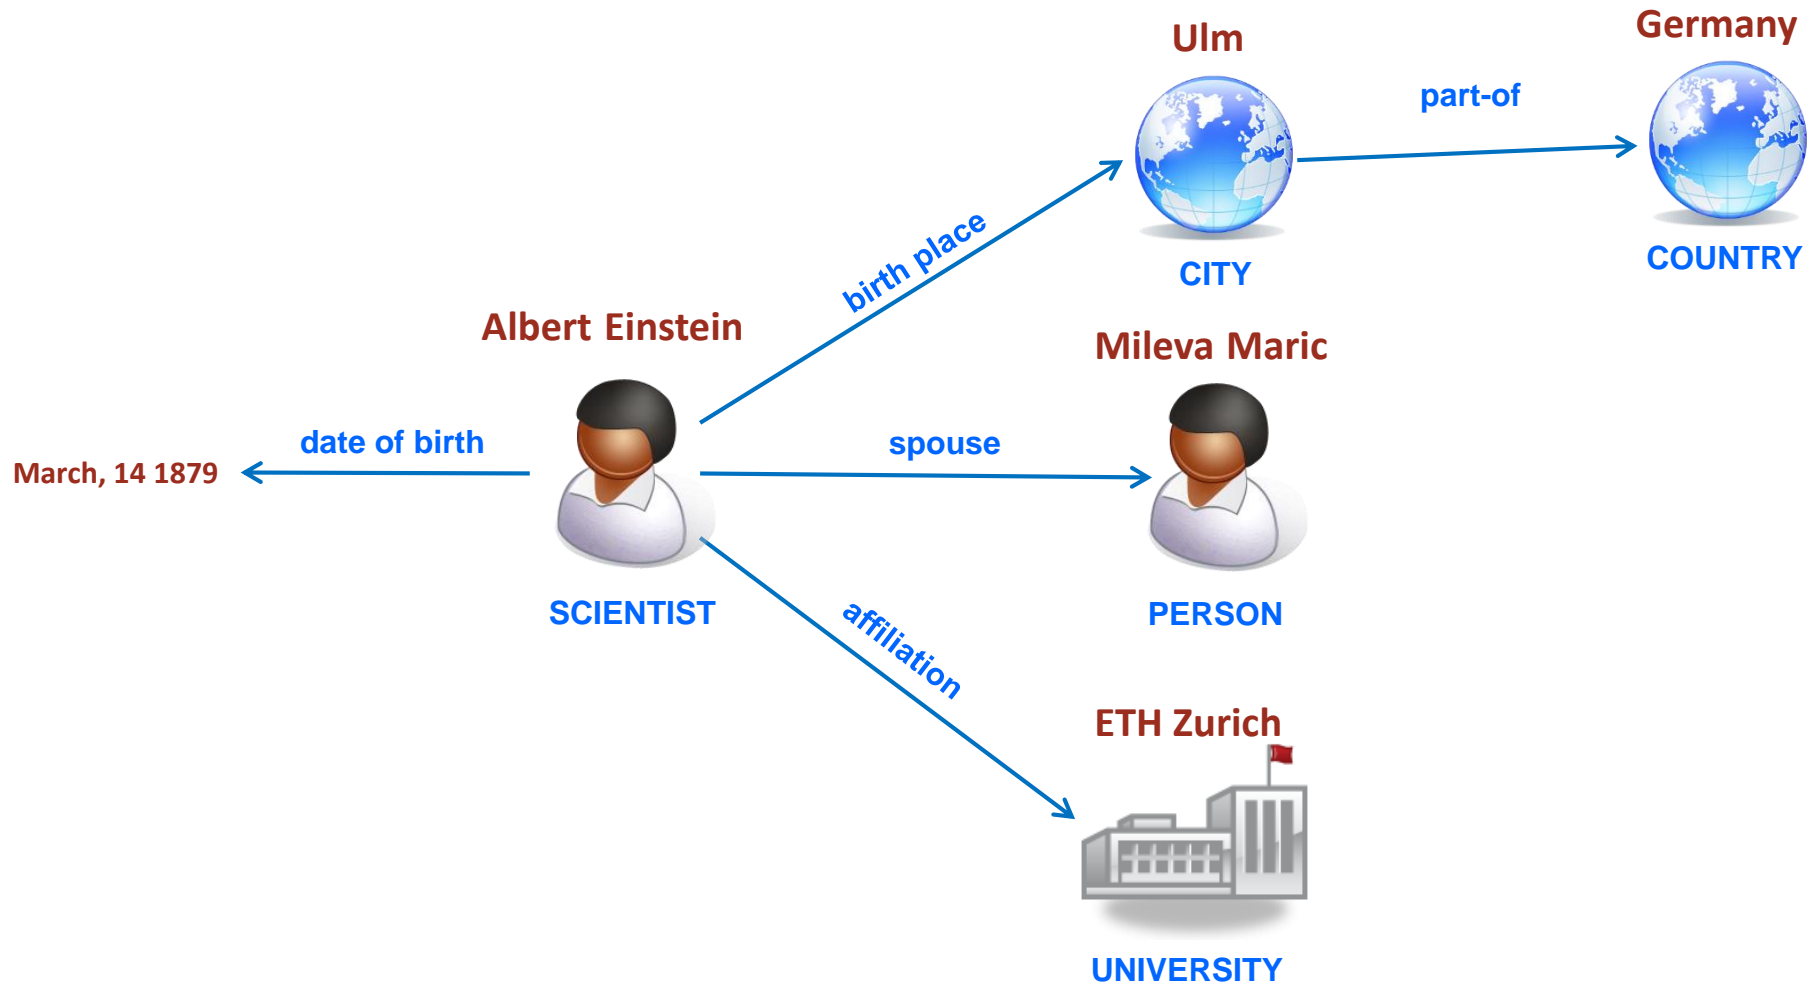 Ulm
Germany
part-of
birth place
CITY
COUNTRY
Albert Einstein
Mileva Maric
date of birth
spouse
March, 14 1879
SCIENTIST
PERSON
affiliation
ETH Zurich
UNIVERSITY